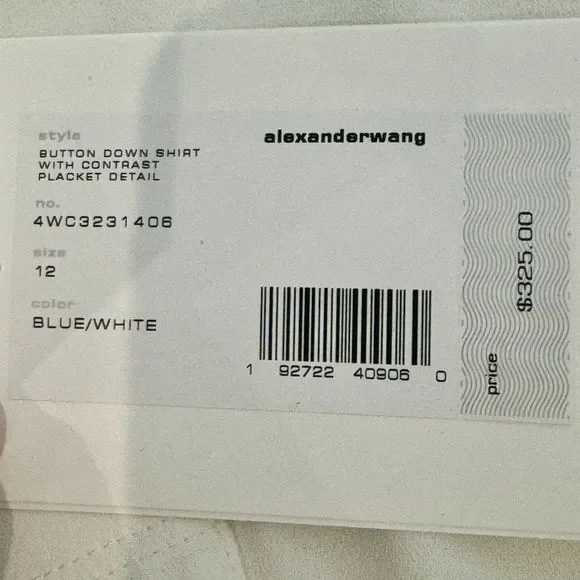 style
BUTTON DOWN SHIRT
WITH CONTRAST
PLACKET DETAIL
no.
4WC3231406
size
12
color
BLUE/WHITE
alexanderwang
1 92722 40906 0
price $325.00